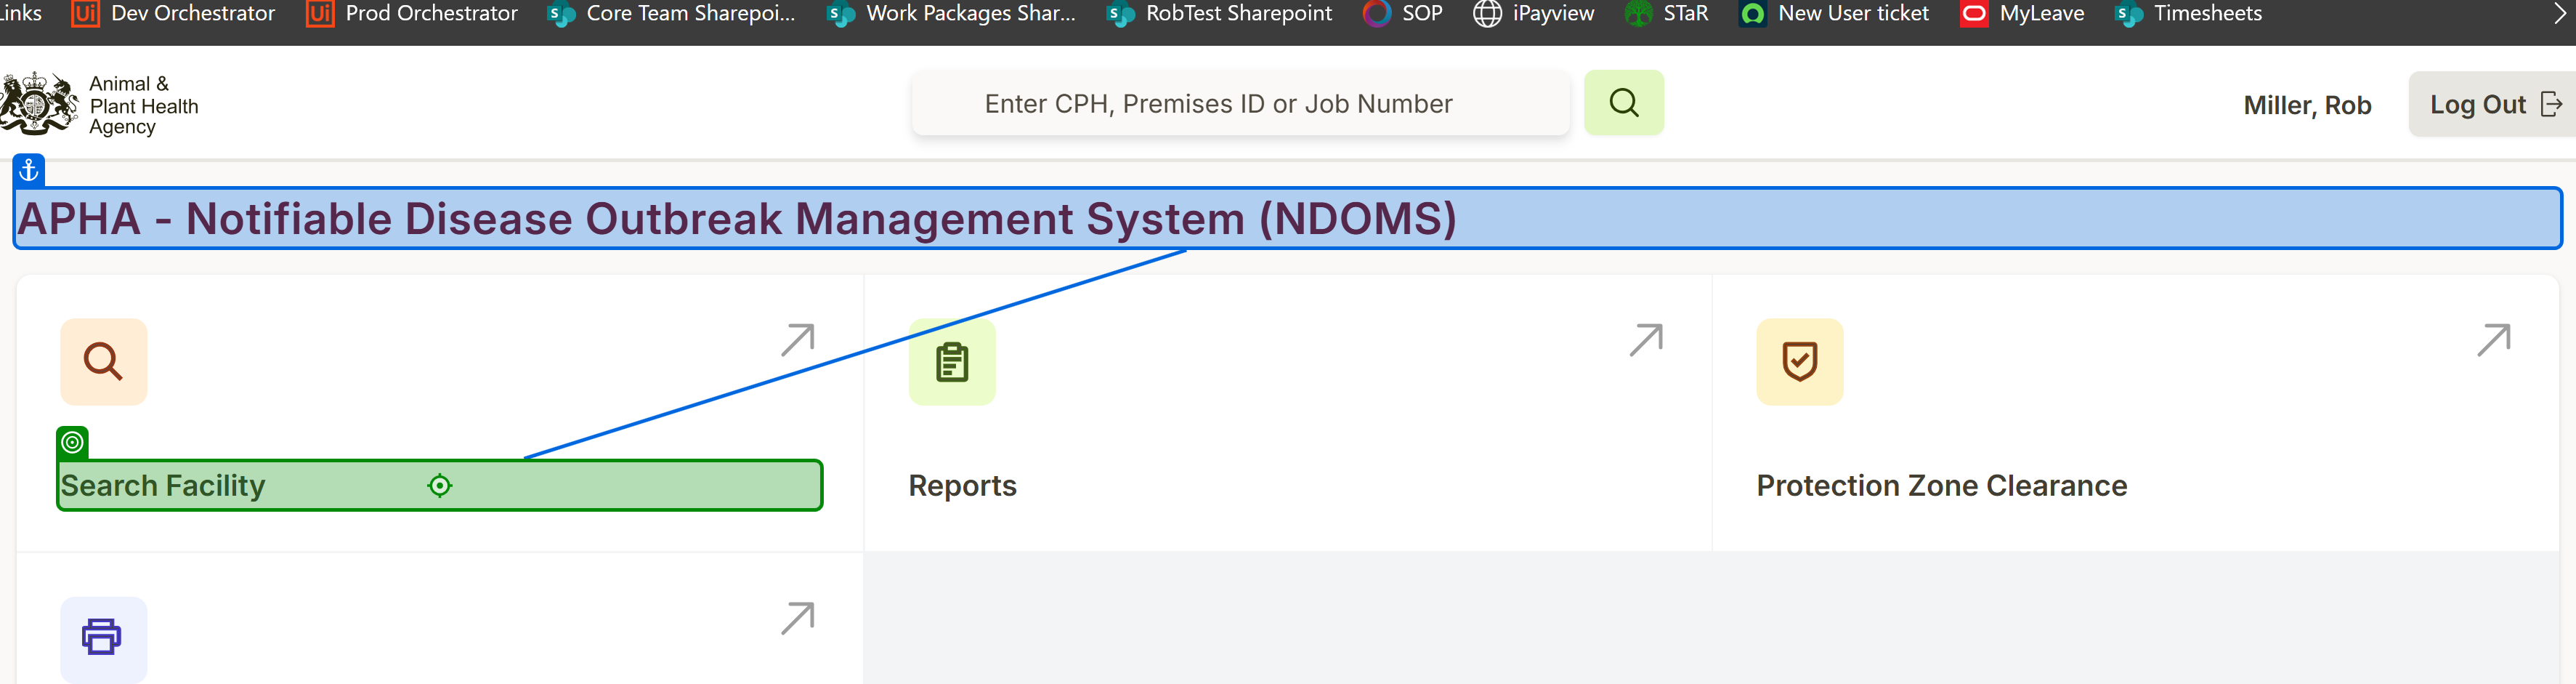 inks Dev Orchestrator Prod Orchestrator Core Team Sharepoi... Work Packages Shar... RobTest Sharepoint SOP iPayview STaR New User ticket MyLeave Timesheets
Animal &
Plant Health
Agency
Enter CPH, Premises ID or Job Number
Miller, Rob
Log Out
APHA - Notifiable Disease Outbreak Management System (NDOMS)
Search Facility
Reports
Protection Zone Clearance